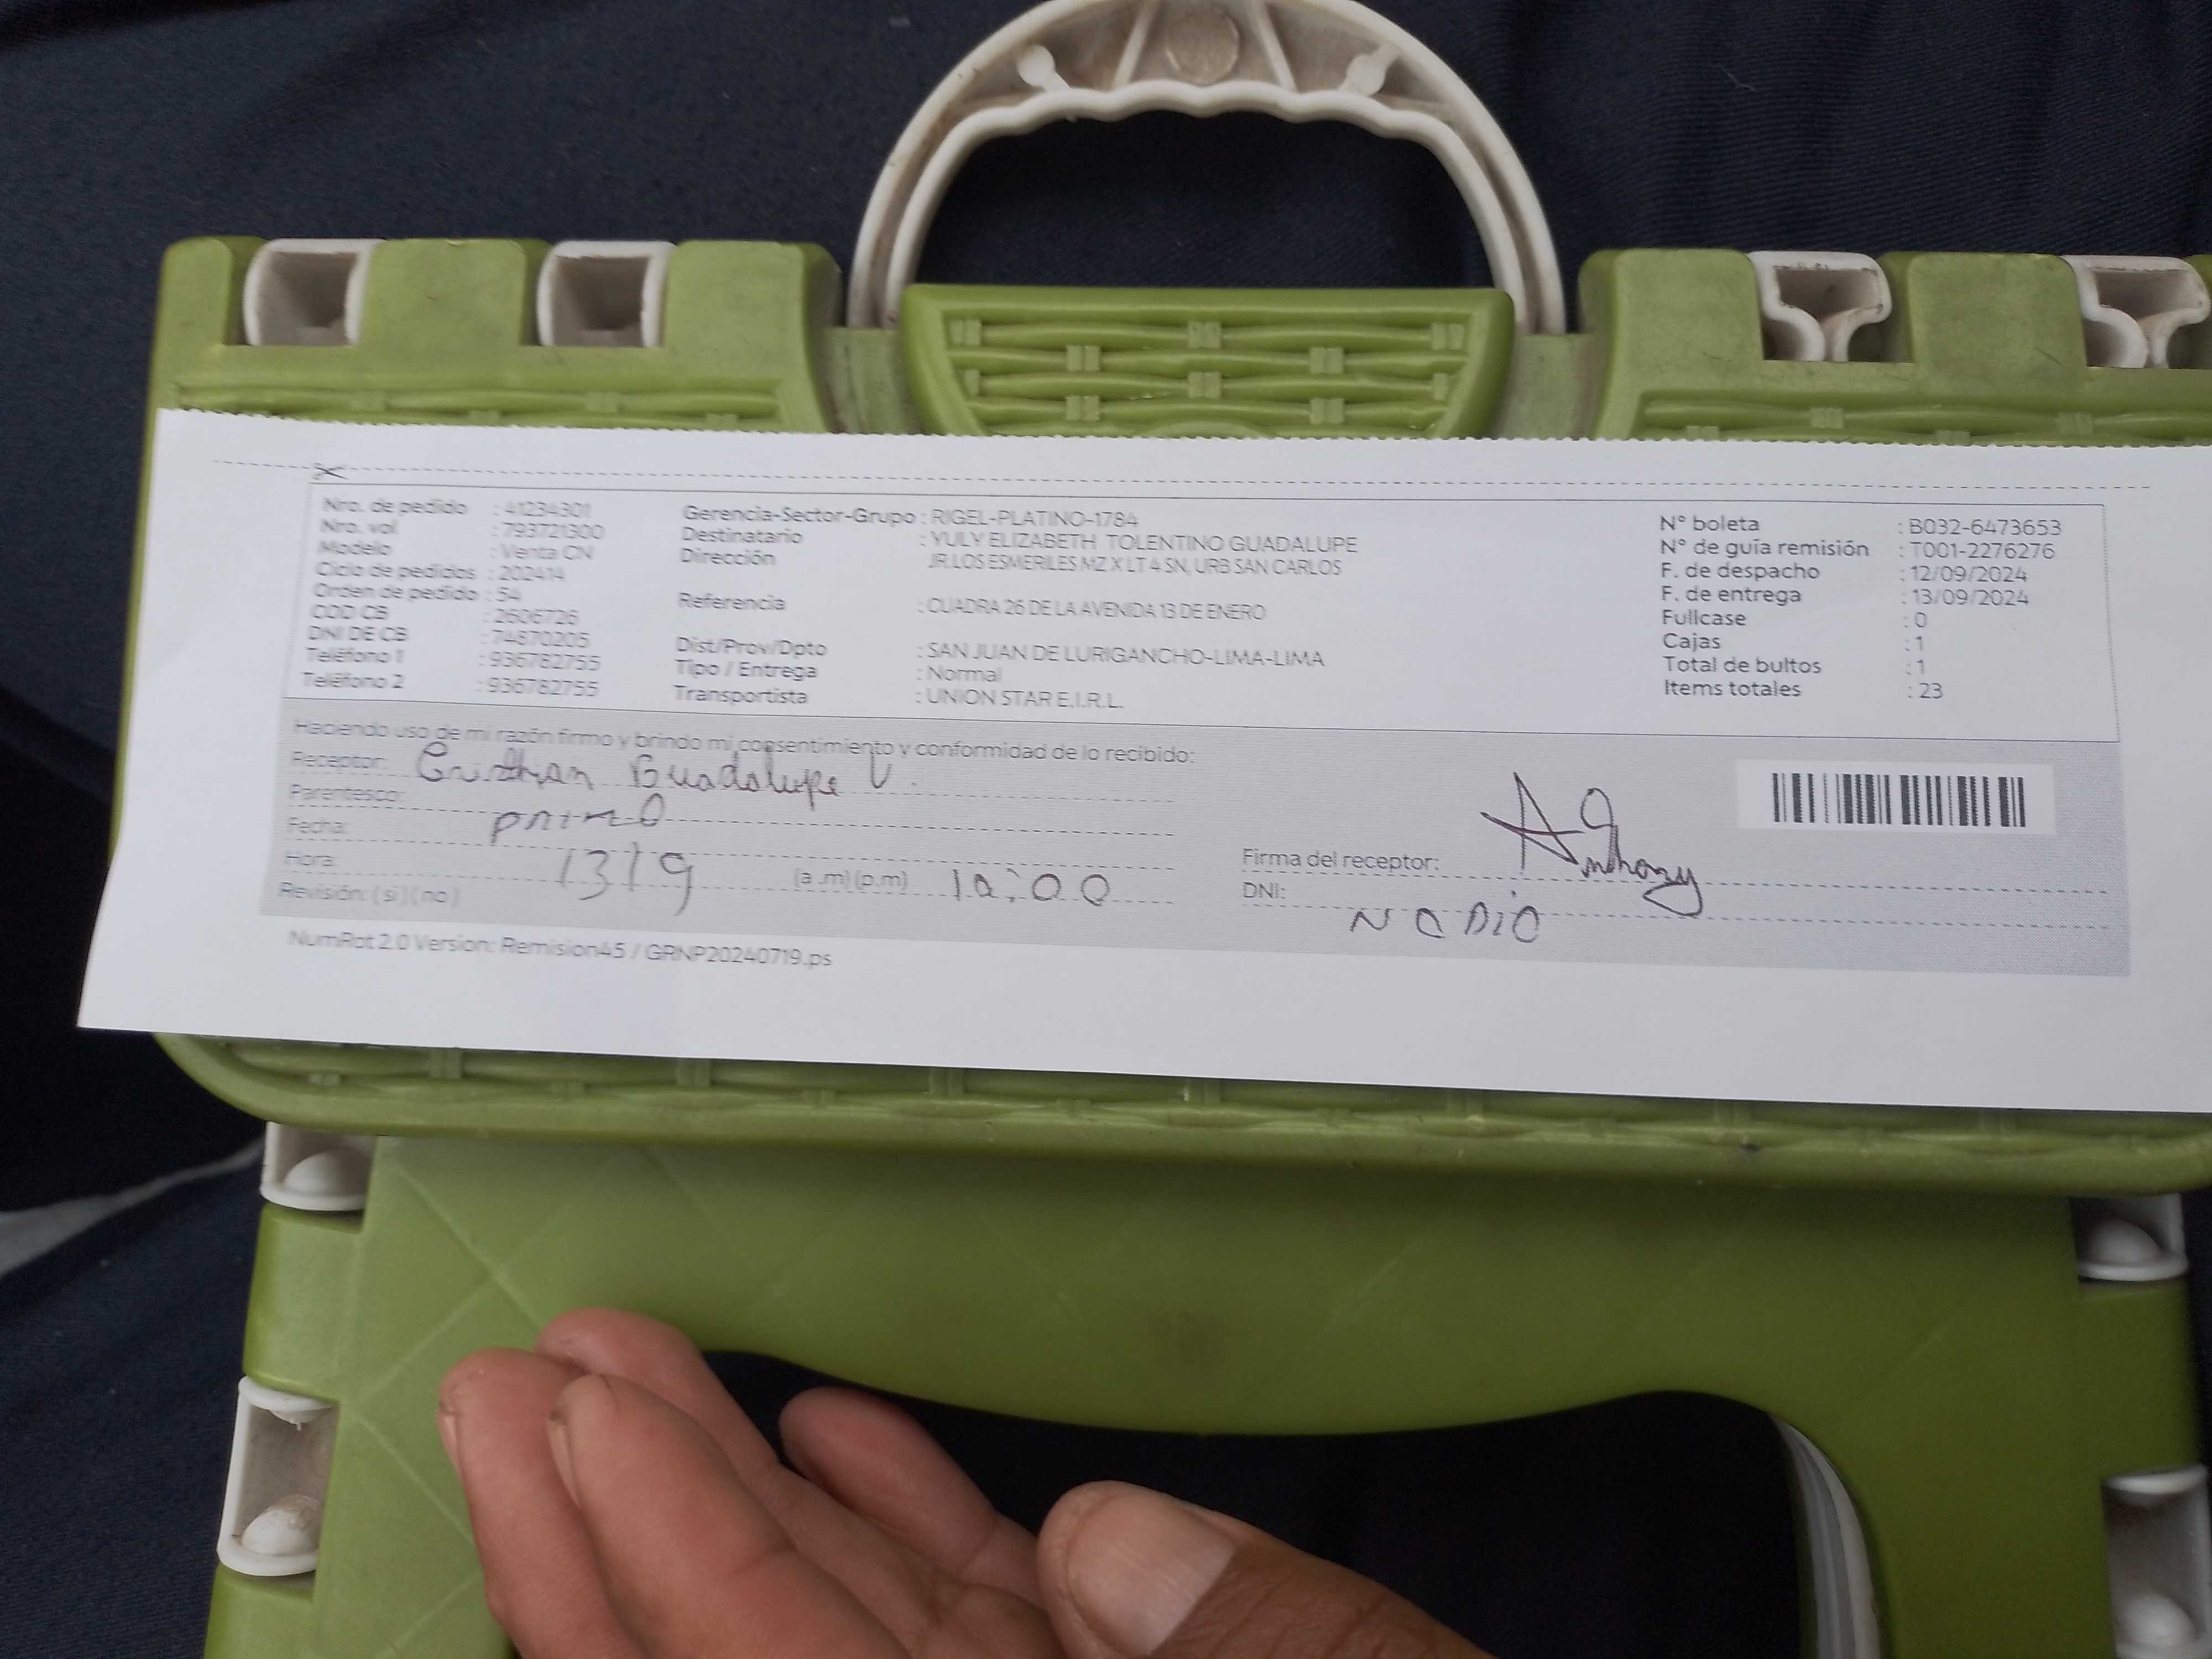 Nro. de pedido : 41234301
Nro. vol : 793721300
Modelo : Venta CN
Ciclo de pedidos : 202414
Orden de pedido : 54
COD CB : 2606726
DNI DE CB : 74870205
Teléfono 1 : 936782755
Teléfono 2 : 936782755
Gerencia-Sector-Grupo : RIGEL-PLATINO-1784
Destinatario : YULY ELIZABETH TOLENTINO GUADALUPE
Dirección JR.LOS ESMERILES MZ X LT 4 SN, URB SAN CARLOS
Referencia : CUADRA 26 DE LA AVENIDA 13 DE ENERO
Dist/Prov/Dpto : SAN JUAN DE LURIGANCHO-LIMA-LIMA
Tipo / Entrega : Normal
Transportista : UNION STAR E.I.R.L.
N° boleta : B032-6473653
N° de guía remisión : T001-2276276
F. de despacho : 12/09/2024
F. de entrega : 13/09/2024
Fullcase : 0
Cajas : 1
Total de bultos : 1
Items totales : 23
Haciendo uso de mi razón firmo y brindo mi consentimiento y conformidad de lo recibido:
Receptor: Cristhian Guadalupe
Parentesco: primo
Fecha: 13/9
Hora: (a.m) (p.m) 10:00
Revisión: (si) (no)
Firma del receptor: Anthony
DNI: NO DIO
NumRot 2.0 Version: Remision45 / GRNP20240719.ps